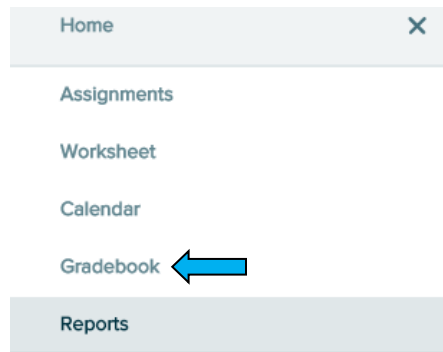 Home
Assignments
Worksheet
Calendar
Gradebook
Reports